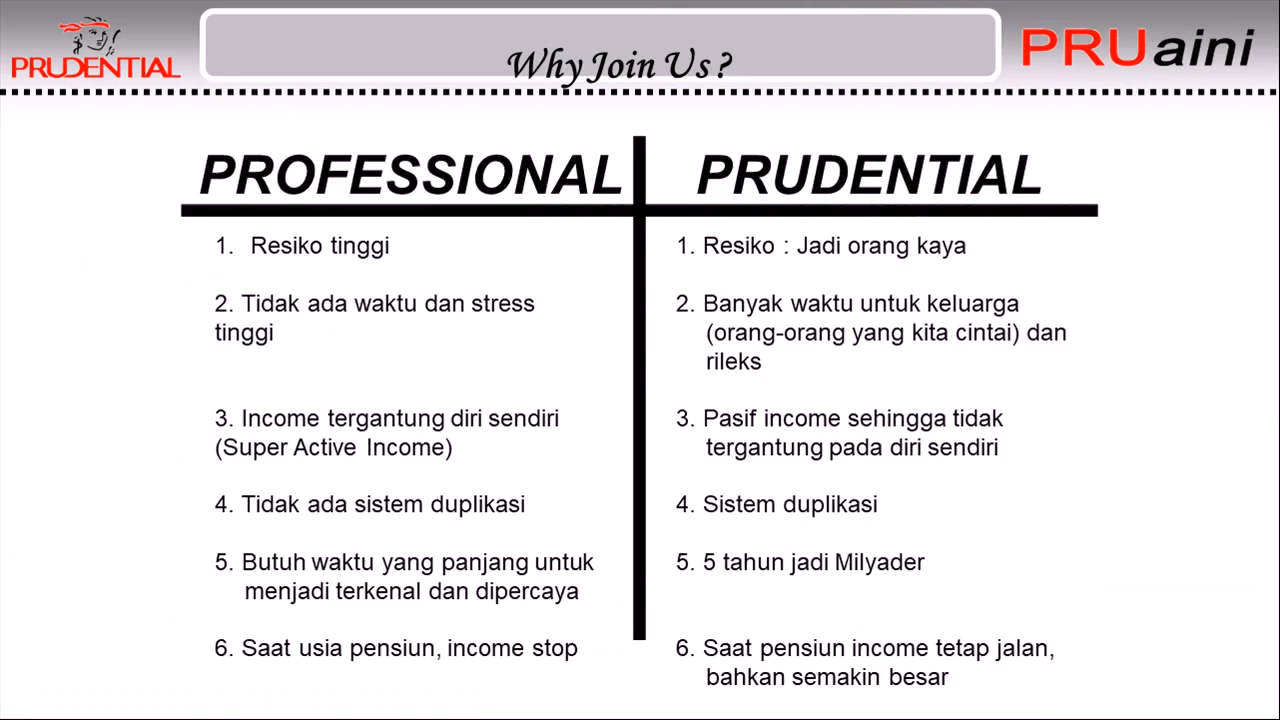 PRUDENTIAL
Why Join Us ?
PRUaini
PROFESSIONAL
1. Resiko tinggi
2. Tidak ada waktu dan stress
tinggi
3. Income tergantung diri sendiri
(Super Active Income)
4. Tidak ada sistem duplikasi
5. Butuh waktu yang panjang untuk
menjadi terkenal dan dipercaya
6. Saat usia pensiun, income stop
PRUDENTIAL
1. Resiko : Jadi orang kaya
2. Banyak waktu untuk keluarga
(orang-orang yang kita cintai) dan
rileks
3. Pasif income sehingga tidak
tergantung pada diri sendiri
4. Sistem duplikasi
5. 5 tahun jadi Milyader
6. Saat pensiun income tetap jalan,
bahkan semakin besar